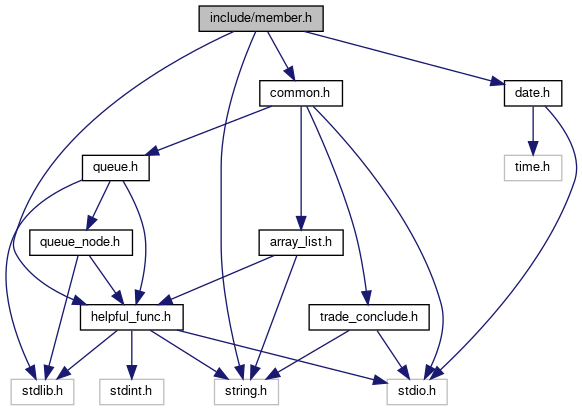 include/member.h
common.h
date.h
queue.h
time.h
queue_node.h
array_list.h
helpful_func.h
trade_conclude.h
stdlib.h
stdint.h
string.h
stdio.h